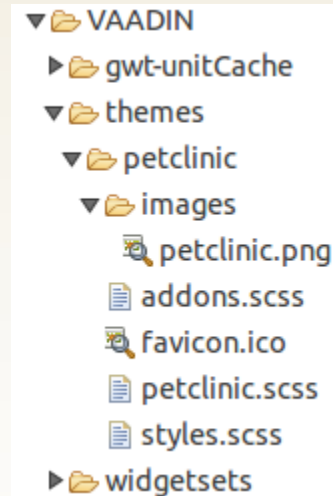 VAADIN
gwt-unitCache
themes
petclinic
images
petclinic.png
addons.scss
favicon.ico
petclinic.scss
styles.scss
widgetsets